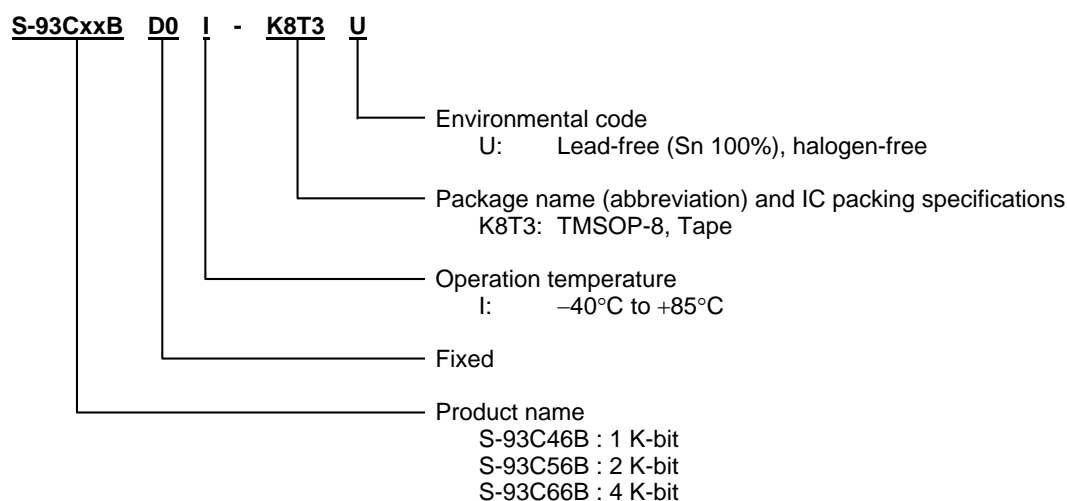 S-93CxxB D0 I - K8T3 U
Environmental code
U: Lead-free (Sn 100%), halogen-free
Package name (abbreviation) and IC packing specifications
K8T3: TMSOP-8, Tape
Operation temperature
I: −40°C to +85°C
Fixed
Product name
S-93C46B : 1 K-bit
S-93C56B : 2 K-bit
S-93C66B : 4 K-bit